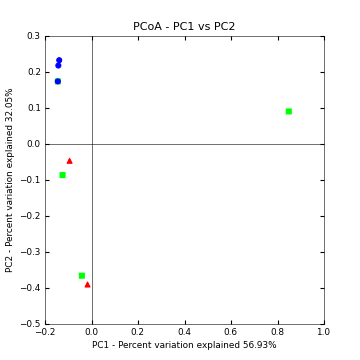 PCoA - PC1 vs PC2
0.3
0.2
0.1
0.0
−0.1
−0.2
−0.3
−0.4
−0.5
PC2 - Percent variation explained 32.05%
−0.2 0.0 0.2 0.4 0.6 0.8 1.0
PC1 - Percent variation explained 56.93%